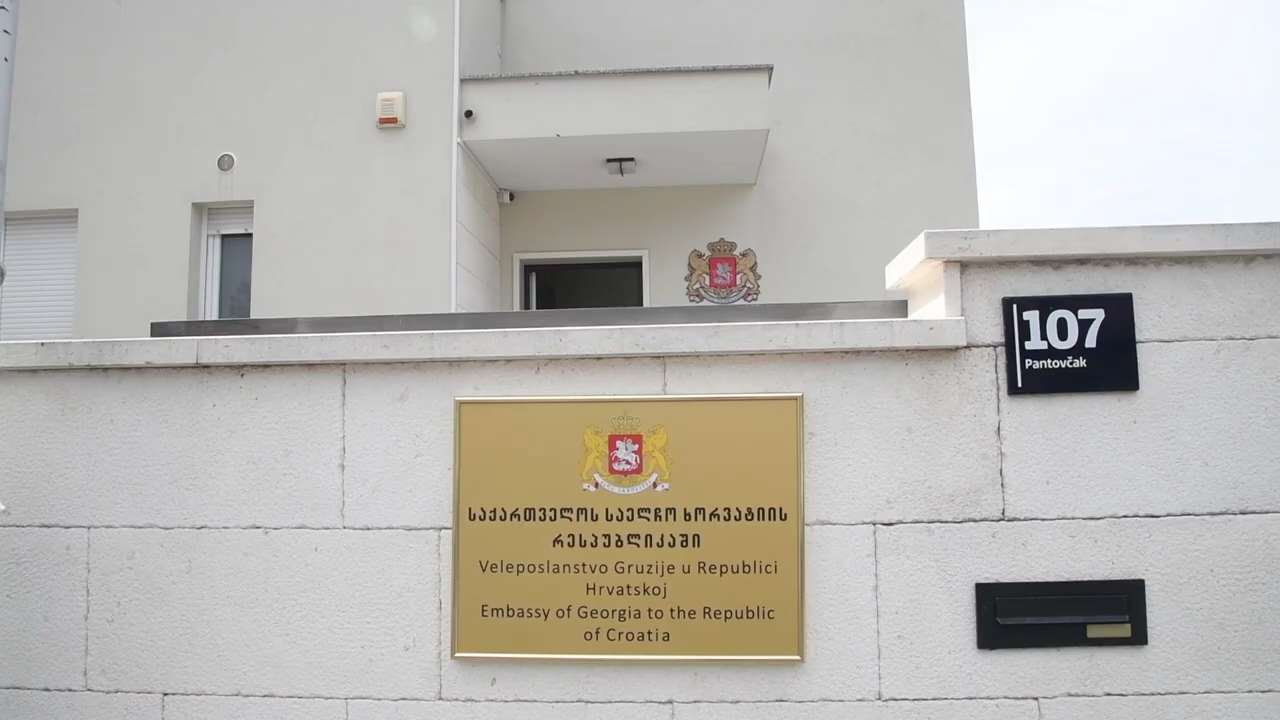 107
Pantovčak
საქართველოს საელჩო ხორვატიის
რესპუბლიკაში
Veleposlanstvo Gruzije u Republici
Hrvatskoj
Embassy of Georgia to the Republic
of Croatia